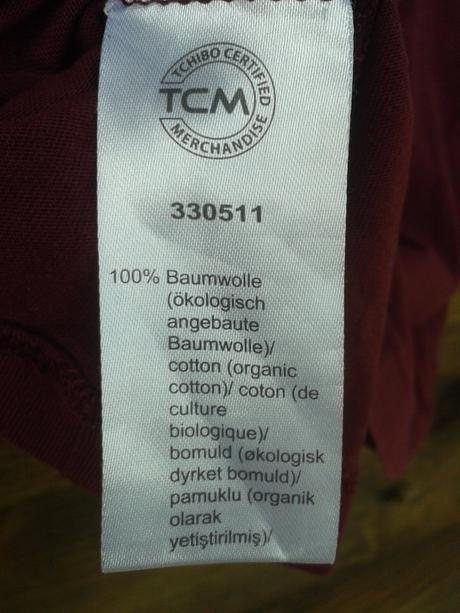 TCHIBO CERTIFIED
TCM
MERCHANDISE
330511
100% Baumwolle
(ökologisch
angebaute
Baumwolle)/
cotton (organic
cotton)/ coton (de
culture
biologique)/
bomuld (økologisk
dyrket bomuld)/
pamuklu (organik
olarak
yetiştirilmiş)/